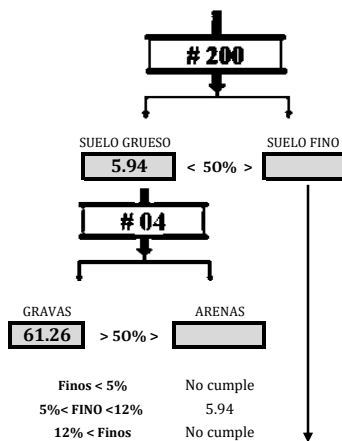 # 200
SUELO GRUESO SUELO FINO
5.94 < 50% >
# 04
GRAVAS ARENAS
61.26 > 50% >
Finos < 5% No cumple
5%< FINO <12% 5.94
12% < Finos No cumple